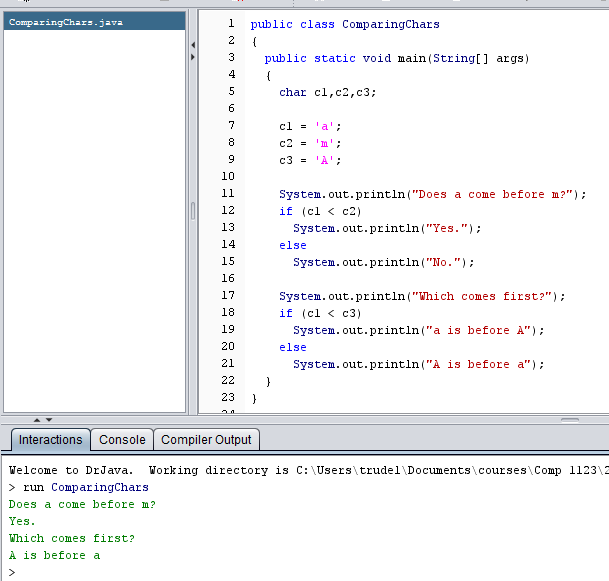 ComparingChars.java
1 public class ComparingChars
2 {
3 public static void main(String[] args)
4 {
5 char c1,c2,c3;
6
7 c1 = 'a';
8 c2 = 'm';
9 c3 = 'A';
10
11 System.out.println("Does a come before m?");
12 if (c1 < c2)
13 System.out.println("Yes.");
14 else
15 System.out.println("No.");
16
17 System.out.println("Which comes first?");
18 if (c1 < c3)
19 System.out.println("a is before A");
20 else
21 System.out.println("A is before a");
22 }
23 }
Interactions Console Compiler Output
Welcome to DrJava. Working directory is C:\Users\trudel\Documents\courses\Comp 1123\2
> run ComparingChars
Does a come before m?
Yes.
Which comes first?
A is before a
>